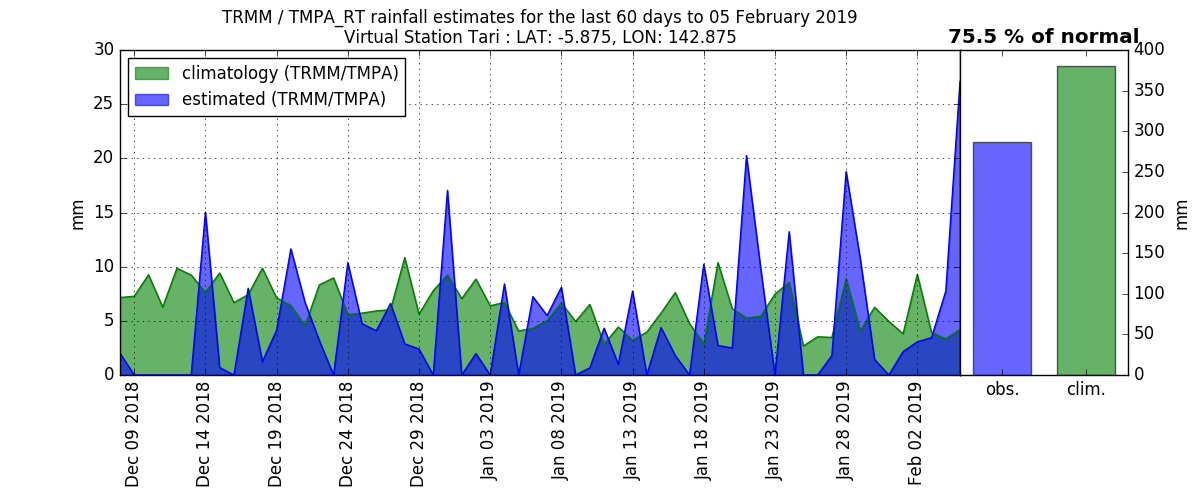 TRMM / TMPA_RT rainfall estimates for the last 60 days to 05 February 2019
Virtual Station Tari : LAT: -5.875, LON: 142.875
75.5 % of normal
climatology (TRMM/TMPA)
estimated (TRMM/TMPA)
30
25
20
15
10
5
0
mm
400
350
300
250
200
150
100
50
0
mm
Dec 09 2018
Dec 14 2018
Dec 19 2018
Dec 24 2018
Dec 29 2018
Jan 03 2019
Jan 08 2019
Jan 13 2019
Jan 18 2019
Jan 23 2019
Jan 28 2019
Feb 02 2019
obs.
clim.